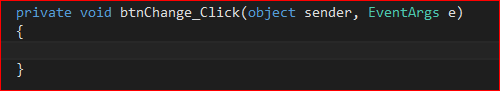 private void btnChange_Click(object sender, EventArgs e)
{
}